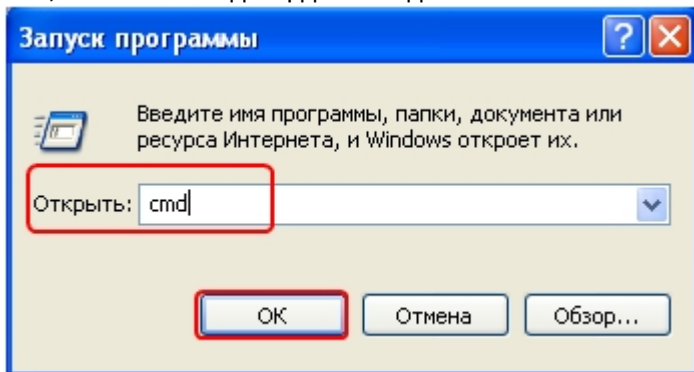 Запуск программы
Введите имя программы, папки, документа или
ресурса Интернета, и Windows откроет их.
Открыть: cmd
ОК
Отмена
Обзор...